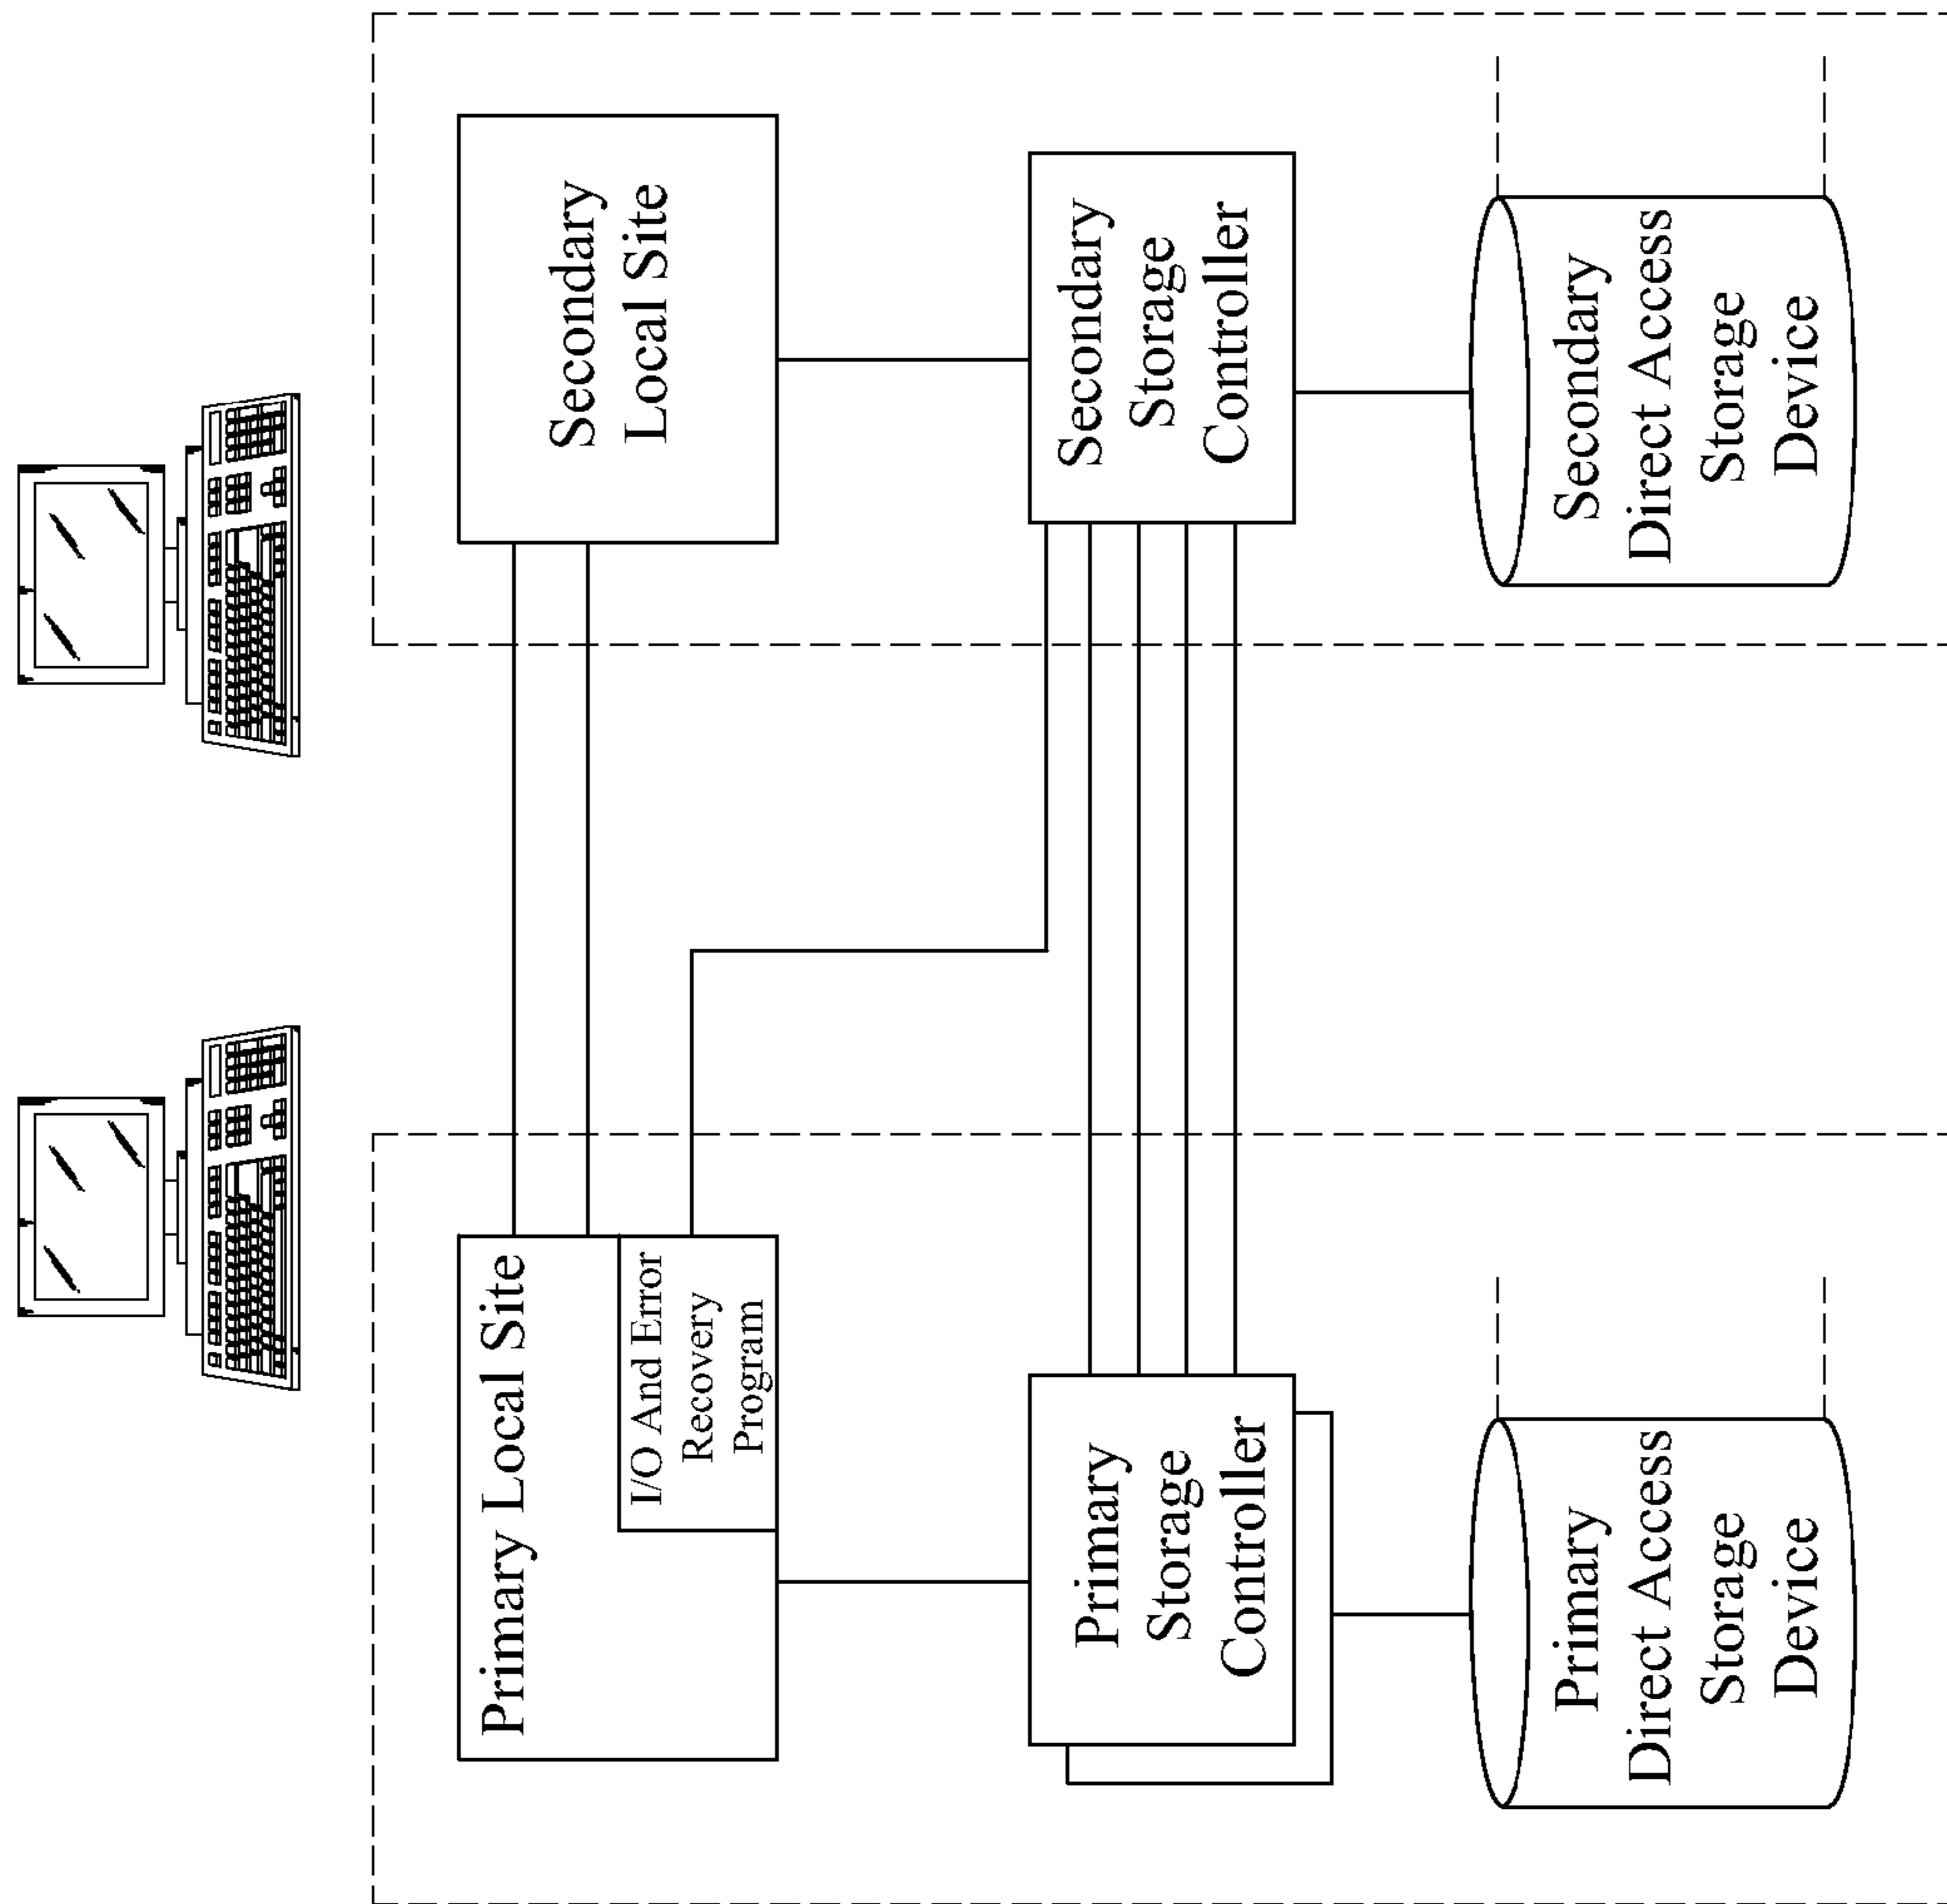 Primary Local Site
I/O And Error
Recovery
Program
Primary
Storage
Controller
Primary
Direct Access
Storage
Device
Secondary
Local Site
Secondary
Storage
Controller
Secondary
Direct Access
Storage
Device